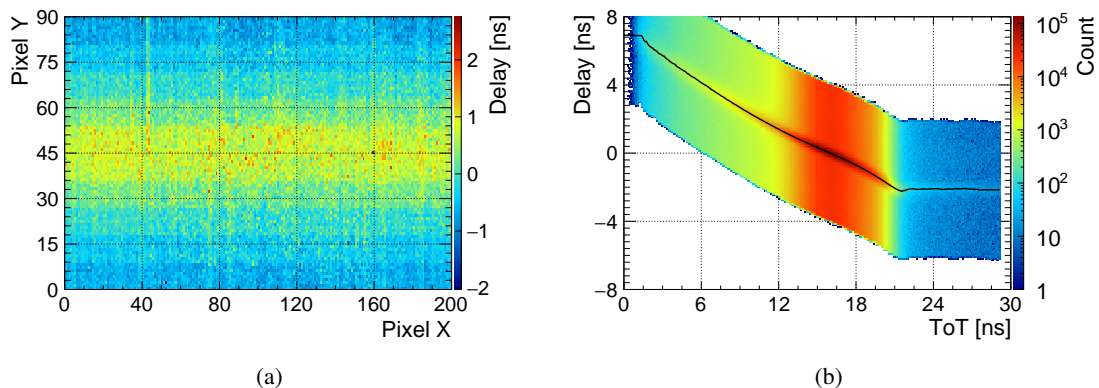 Pixel Y
90
75
60
45
30
15
0
0 40 80 120 160 200
Pixel X
2
1
0
−1
−2
Delay [ns]
(a)
Delay [ns]
8
4
0
−4
−8
0 6 12 18 24 30
ToT [ns]
10^5
10^4
10^3
10^2
10
1
Count
(b)